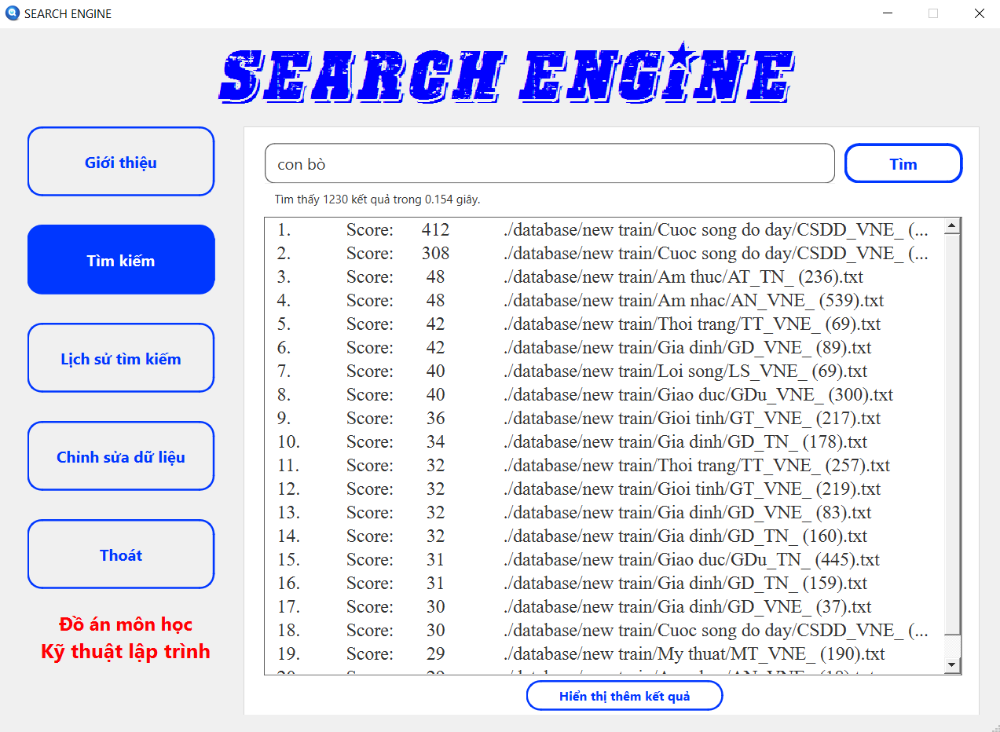 SEARCH ENGINE
SEARCH ENGINE
Giới thiệu
Tìm kiếm
Lịch sử tìm kiếm
Chỉnh sửa dữ liệu
Thoát
Đồ án môn học
Kỹ thuật lập trình
con bò
Tìm
Tìm thấy 1230 kết quả trong 0.154 giây.
1. Score: 412 ./database/new train/Cuoc song do day/CSDD_VNE_ (...
2. Score: 308 ./database/new train/Cuoc song do day/CSDD_VNE_ (...
3. Score: 48 ./database/new train/Am thuc/AT_TN_ (236).txt
4. Score: 48 ./database/new train/Am nhac/AN_VNE_ (539).txt
5. Score: 42 ./database/new train/Thoi trang/TT_VNE_ (69).txt
6. Score: 42 ./database/new train/Gia dinh/GD_VNE_ (89).txt
7. Score: 40 ./database/new train/Loi song/LS_VNE_ (69).txt
8. Score: 40 ./database/new train/Giao duc/GDu_VNE_ (300).txt
9. Score: 36 ./database/new train/Gioi tinh/GT_VNE_ (217).txt
10. Score: 34 ./database/new train/Gia dinh/GD_TN_ (178).txt
11. Score: 32 ./database/new train/Thoi trang/TT_VNE_ (257).txt
12. Score: 32 ./database/new train/Gioi tinh/GT_VNE_ (219).txt
13. Score: 32 ./database/new train/Gia dinh/GD_VNE_ (83).txt
14. Score: 32 ./database/new train/Gia dinh/GD_TN_ (160).txt
15. Score: 31 ./database/new train/Giao duc/GDu_TN_ (445).txt
16. Score: 31 ./database/new train/Gia dinh/GD_TN_ (159).txt
17. Score: 30 ./database/new train/Gia dinh/GD_VNE_ (37).txt
18. Score: 30 ./database/new train/Cuoc song do day/CSDD_VNE_ (...
19. Score: 29 ./database/new train/My thuat/MT_VNE_ (190).txt
Hiển thị thêm kết quả